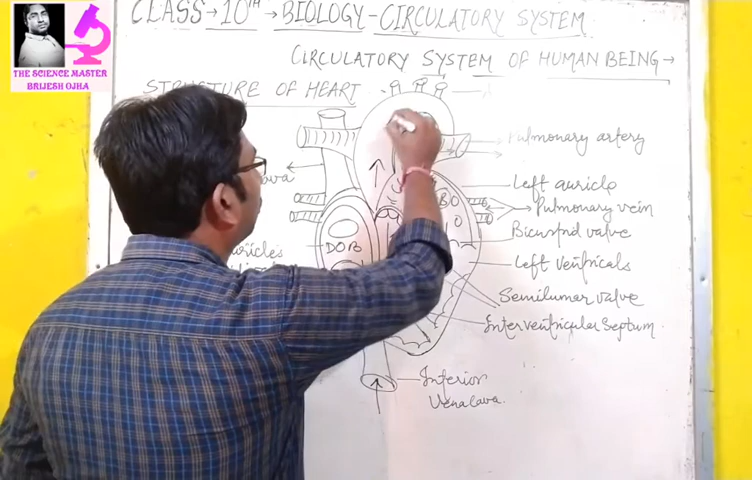 CLASS → 10TH → BIOLOGY - CIRCULATORY SYSTEM
CIRCULATORY SYSTEM OF HUMAN BEING →
THE SCIENCE MASTER
BRIJESH OJHA
STRUCTURE OF HEART
Pulmonary artery
Left auricle
Pulmonary vein
BO
DOB
Bicuspid valve
Left ventricals
Semilunar valve
Interventricular Septum
Inferior
Venacava.